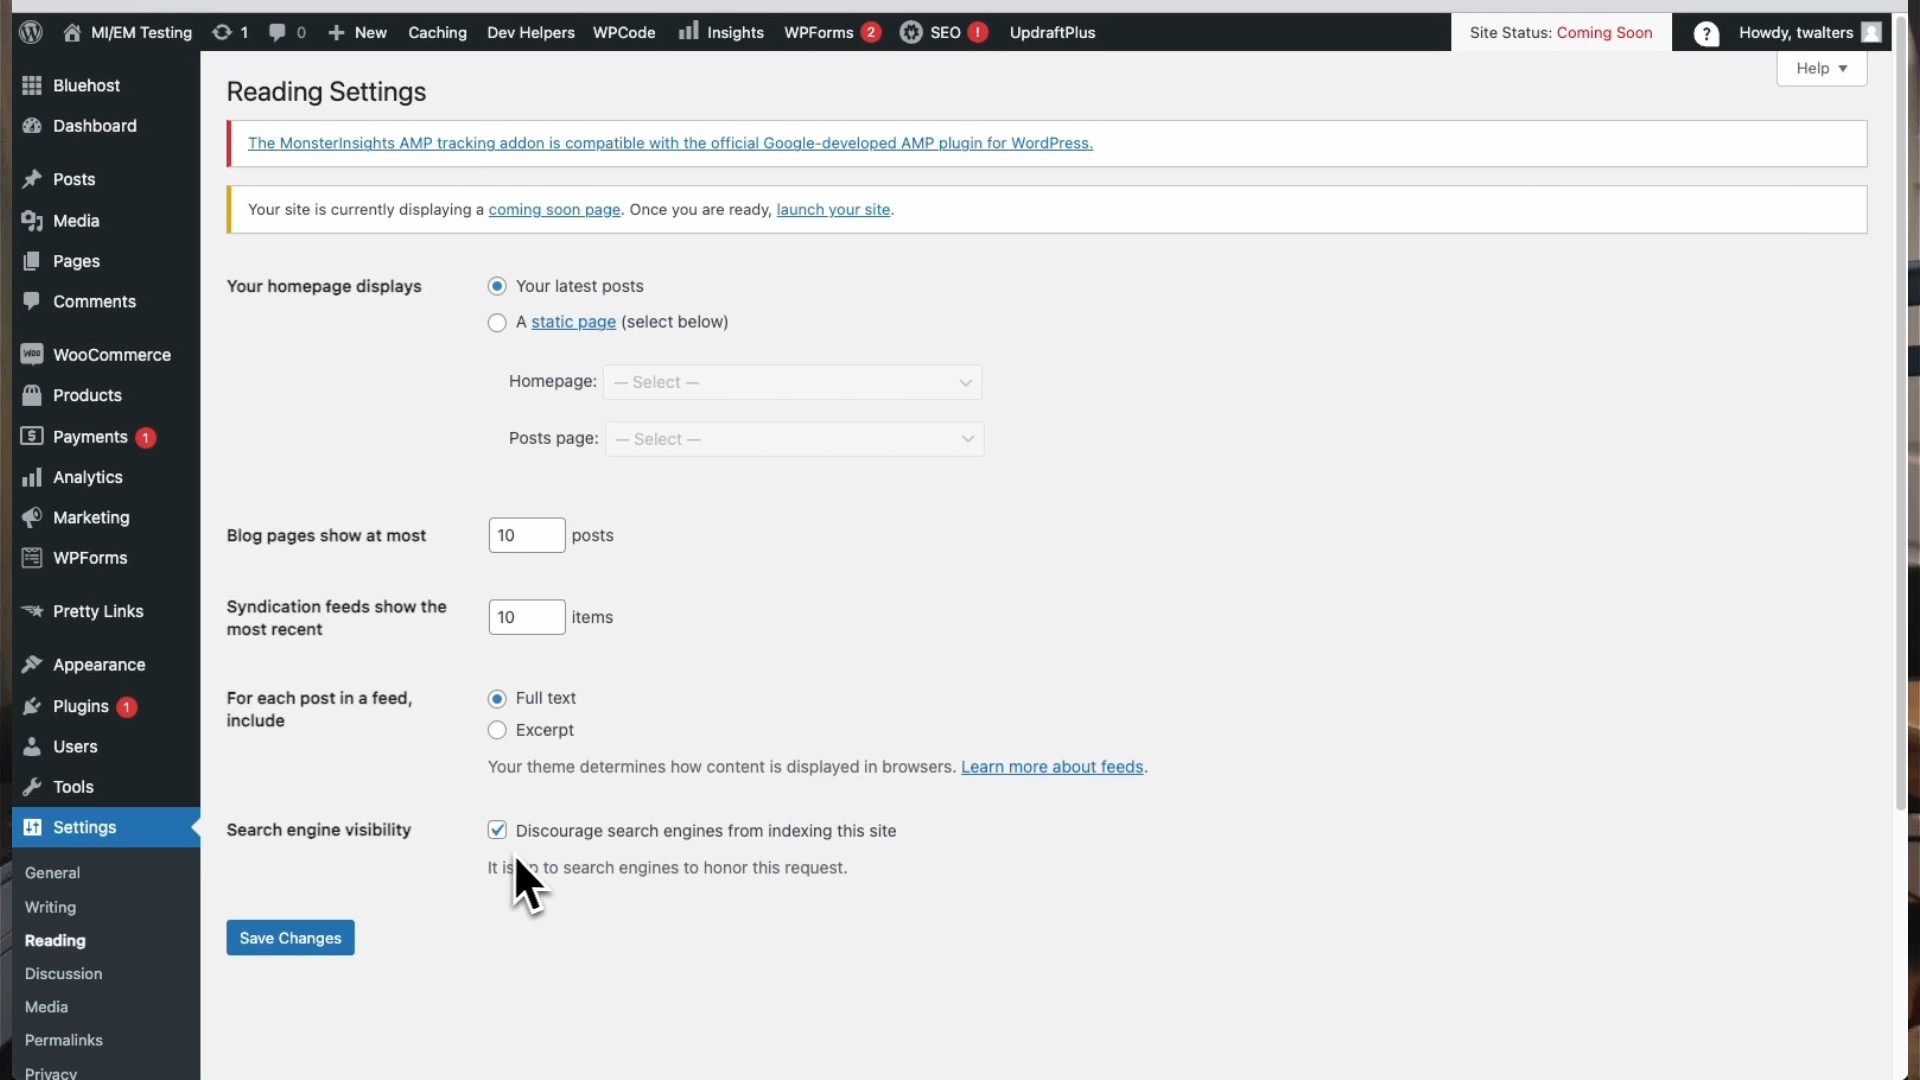 MI/EM Testing 1 0 New Caching Dev Helpers WPCode Insights WPForms 2 SEO ! UpdraftPlus Site Status: Coming Soon ? Howdy, twalters
Help
Bluehost
Dashboard
Posts
Media
Pages
Comments
woo WooCommerce
Products
Payments 1
Analytics
Marketing
WPForms
Pretty Links
Appearance
Plugins 1
Users
Tools
Settings
General
Writing
Reading
Discussion
Media
Permalinks
Privacy
Reading Settings
The MonsterInsights AMP tracking addon is compatible with the official Google-developed AMP plugin for WordPress.
Your site is currently displaying a coming soon page. Once you are ready, launch your site.
Your homepage displays
Your latest posts
A static page (select below)
Homepage: — Select —
Posts page: — Select —
Blog pages show at most 10 posts
Syndication feeds show the
most recent
10 items
For each post in a feed,
include
Full text
Excerpt
Your theme determines how content is displayed in browsers. Learn more about feeds.
Search engine visibility
Discourage search engines from indexing this site
It is to search engines to honor this request.
Save Changes